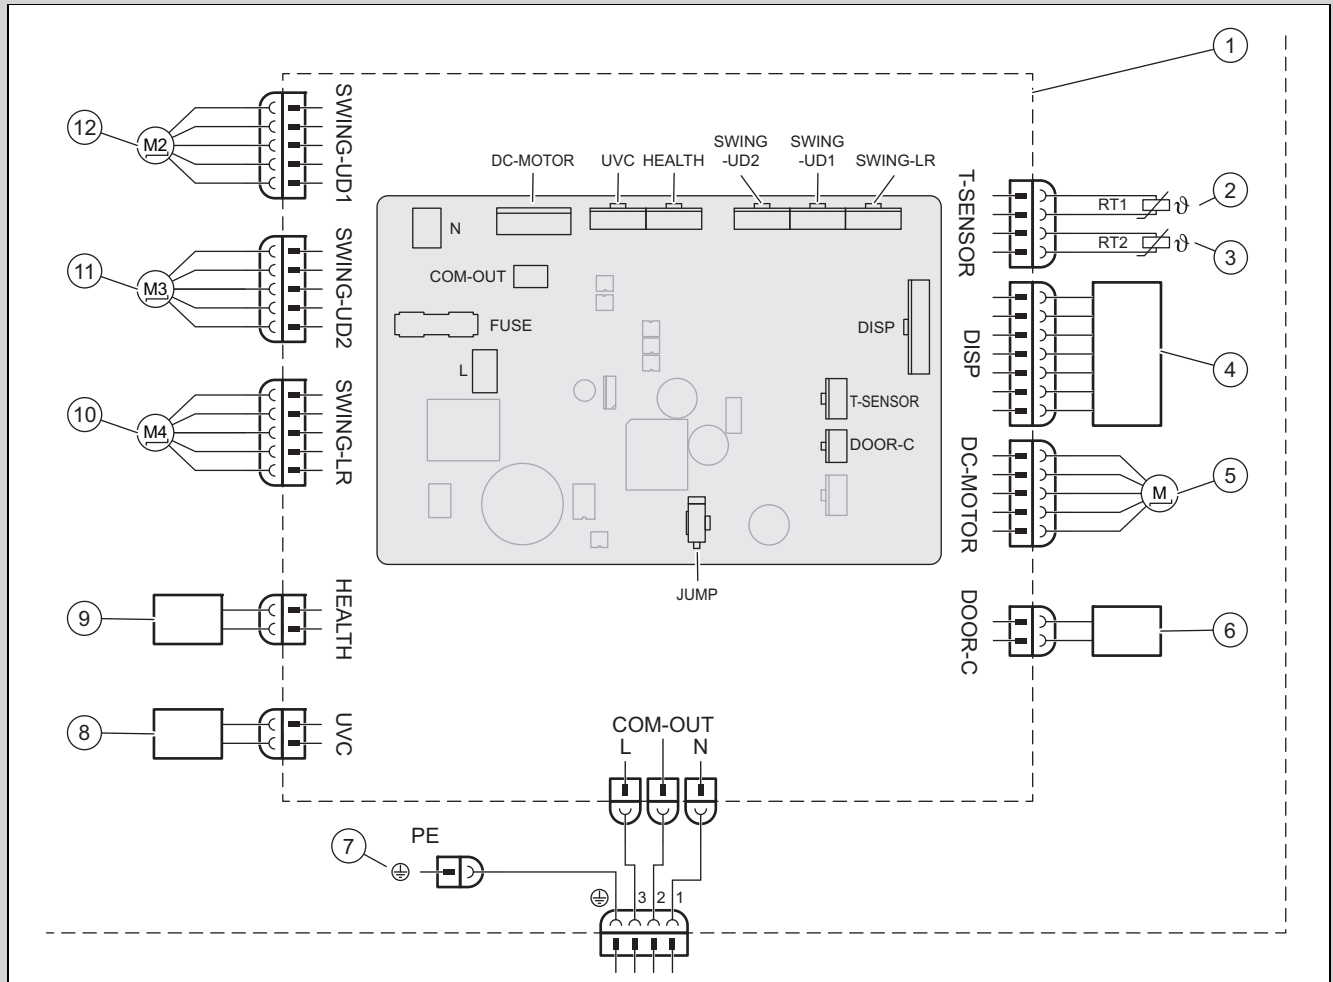 1
12
M2
SWING-UD1
DC-MOTOR
UVC
HEALTH
SWING
-UD2
SWING
-UD1
SWING-LR
T-SENSOR
RT1
ϑ
2
RT2
ϑ
3
N
COM-OUT
FUSE
L
DISP
T-SENSOR
DOOR-C
JUMP
11
M3
SWING-UD2
DISP
4
10
M4
SWING-LR
DC-MOTOR
M
5
9
HEALTH
DOOR-C
6
8
UVC
COM-OUT
L
N
7
PE
3
2
1